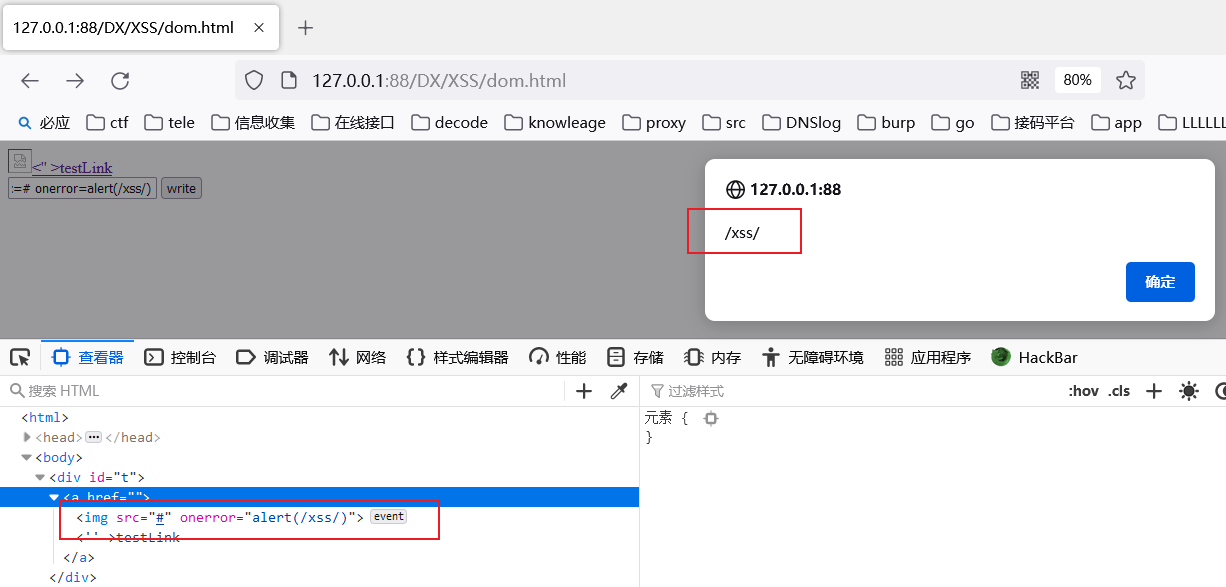 127.0.0.1:88/DX/XSS/dom.html
127.0.0.1:88/DX/XSS/dom.html 80%
必应 ctf tele 信息收集 在线接口 decode knowleage proxy src DNSlog burp go 接码平台 app LLLLLL
<" >testLink
:=# onerror=alert(/xss/) write
127.0.0.1:88
/xss/
确定
查看器 控制台 调试器 网络 样式编辑器 性能 存储 内存 无障碍环境 应用程序 HackBar
搜索 HTML 过滤样式 :hov .cls
<html>
<head> ··· </head>
<body>
<div id="t">
<a href="">
<img src="#" onerror="alert(/xss/)"> event
<'' >testLink
</a>
</div>
元素 {
}